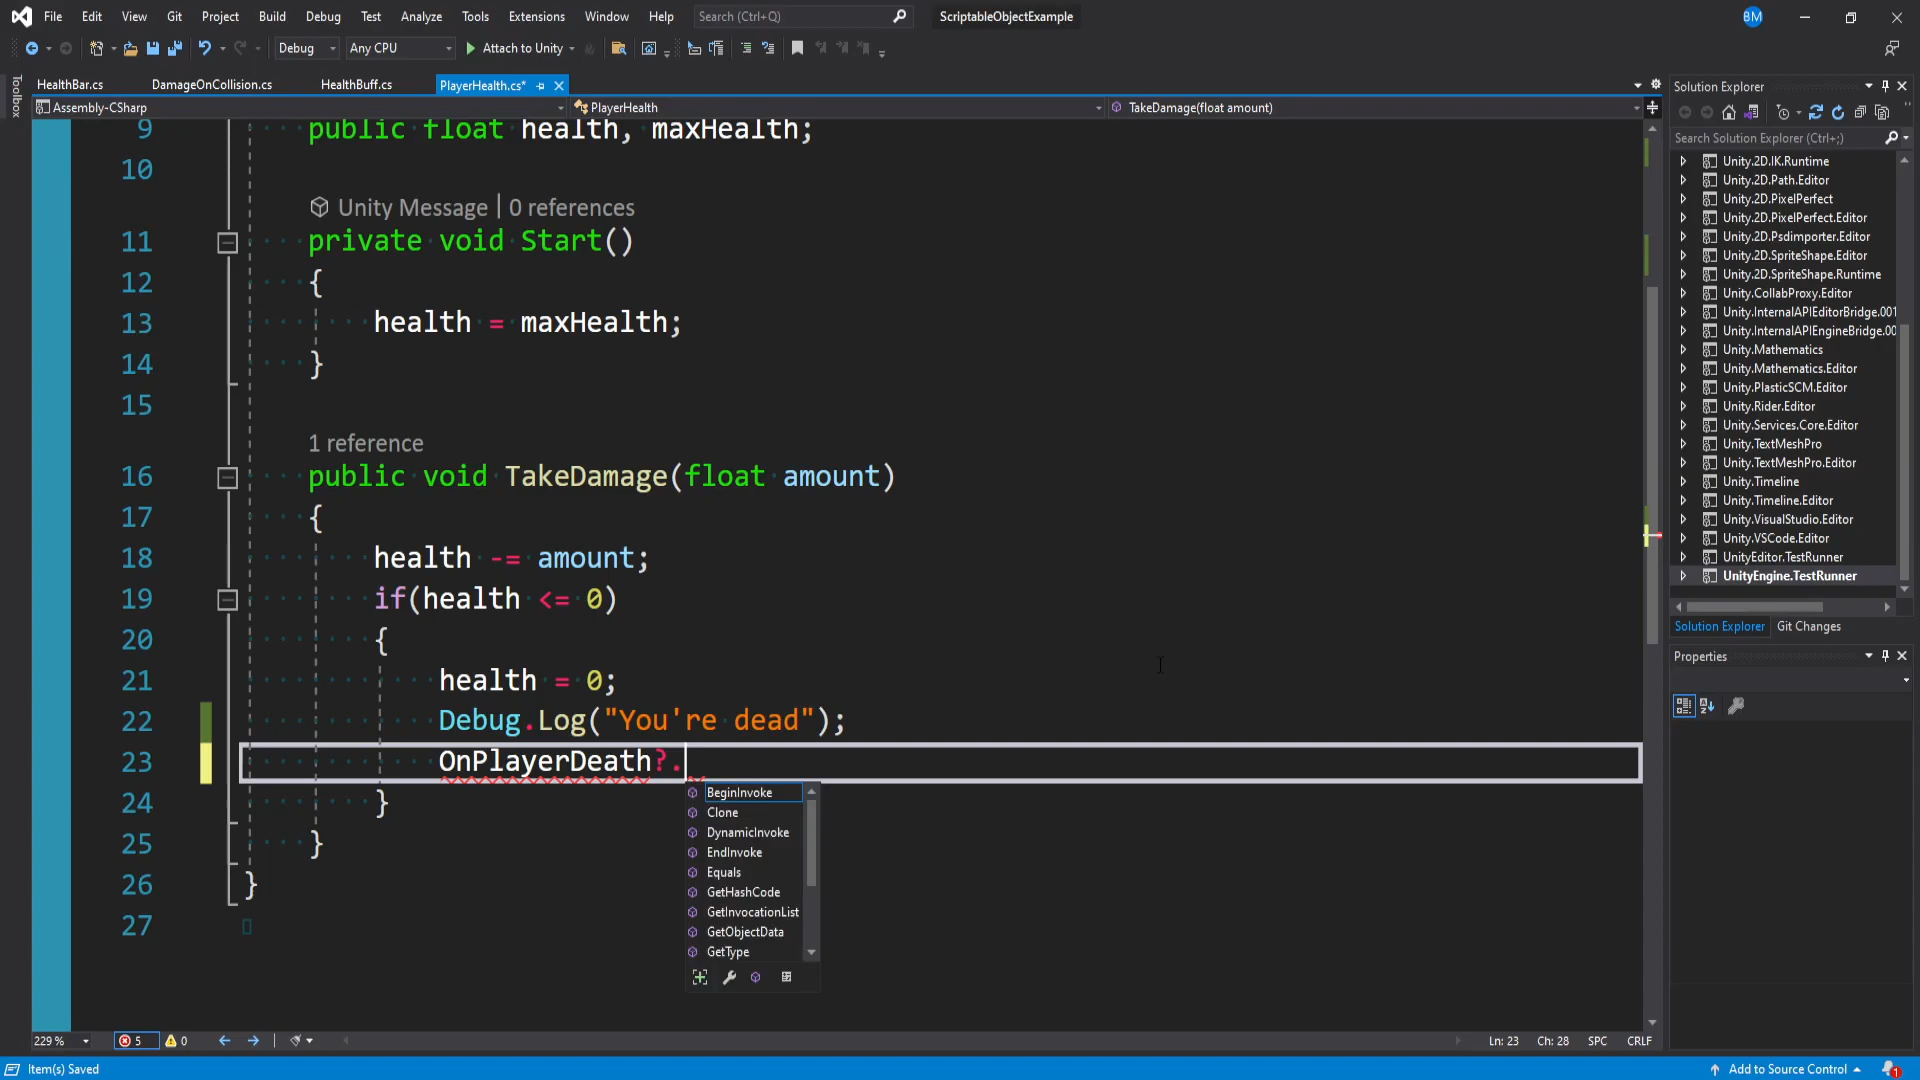 File Edit View Git Project Build Debug Test Analyze Tools Extensions Window Help Search (Ctrl+Q) ScriptableObjectExample BM
Debug Any CPU Attach to Unity
Toolbox
HealthBar.cs DamageOnCollision.cs HealthBuff.cs PlayerHealth.cs*
Assembly-CSharp PlayerHealth TakeDamage(float amount)
9 public float health, maxHealth;
10
Unity Message | 0 references
11 private void Start()
12 {
13 health = maxHealth;
14 }
15
1 reference
16 public void TakeDamage(float amount)
17 {
18 health -= amount;
19 if(health <= 0)
20 {
21 health = 0;
22 Debug.Log("You're dead");
23 OnPlayerDeath?.
24 }
25 }
26 }
27
BeginInvoke
Clone
DynamicInvoke
EndInvoke
Equals
GetHashCode
GetInvocationList
GetObjectData
GetType
Solution Explorer
Search Solution Explorer (Ctrl+;)
Unity.2D.IK.Runtime
Unity.2D.Path.Editor
Unity.2D.PixelPerfect
Unity.2D.PixelPerfect.Editor
Unity.2D.Psdimporter.Editor
Unity.2D.SpriteShape.Editor
Unity.2D.SpriteShape.Runtime
Unity.CollabProxy.Editor
Unity.InternalAPIEditorBridge.001
Unity.InternalAPIEngineBridge.00
Unity.Mathematics
Unity.Mathematics.Editor
Unity.PlasticSCM.Editor
Unity.Rider.Editor
Unity.Services.Core.Editor
Unity.TextMeshPro
Unity.TextMeshPro.Editor
Unity.Timeline
Unity.Timeline.Editor
Unity.VisualStudio.Editor
Unity.VSCode.Editor
UnityEditor.TestRunner
UnityEngine.TestRunner
Solution Explorer Git Changes
Properties
229 % 5 0 Ln: 23 Ch: 28 SPC CRLF
Item(s) Saved Add to Source Control 1